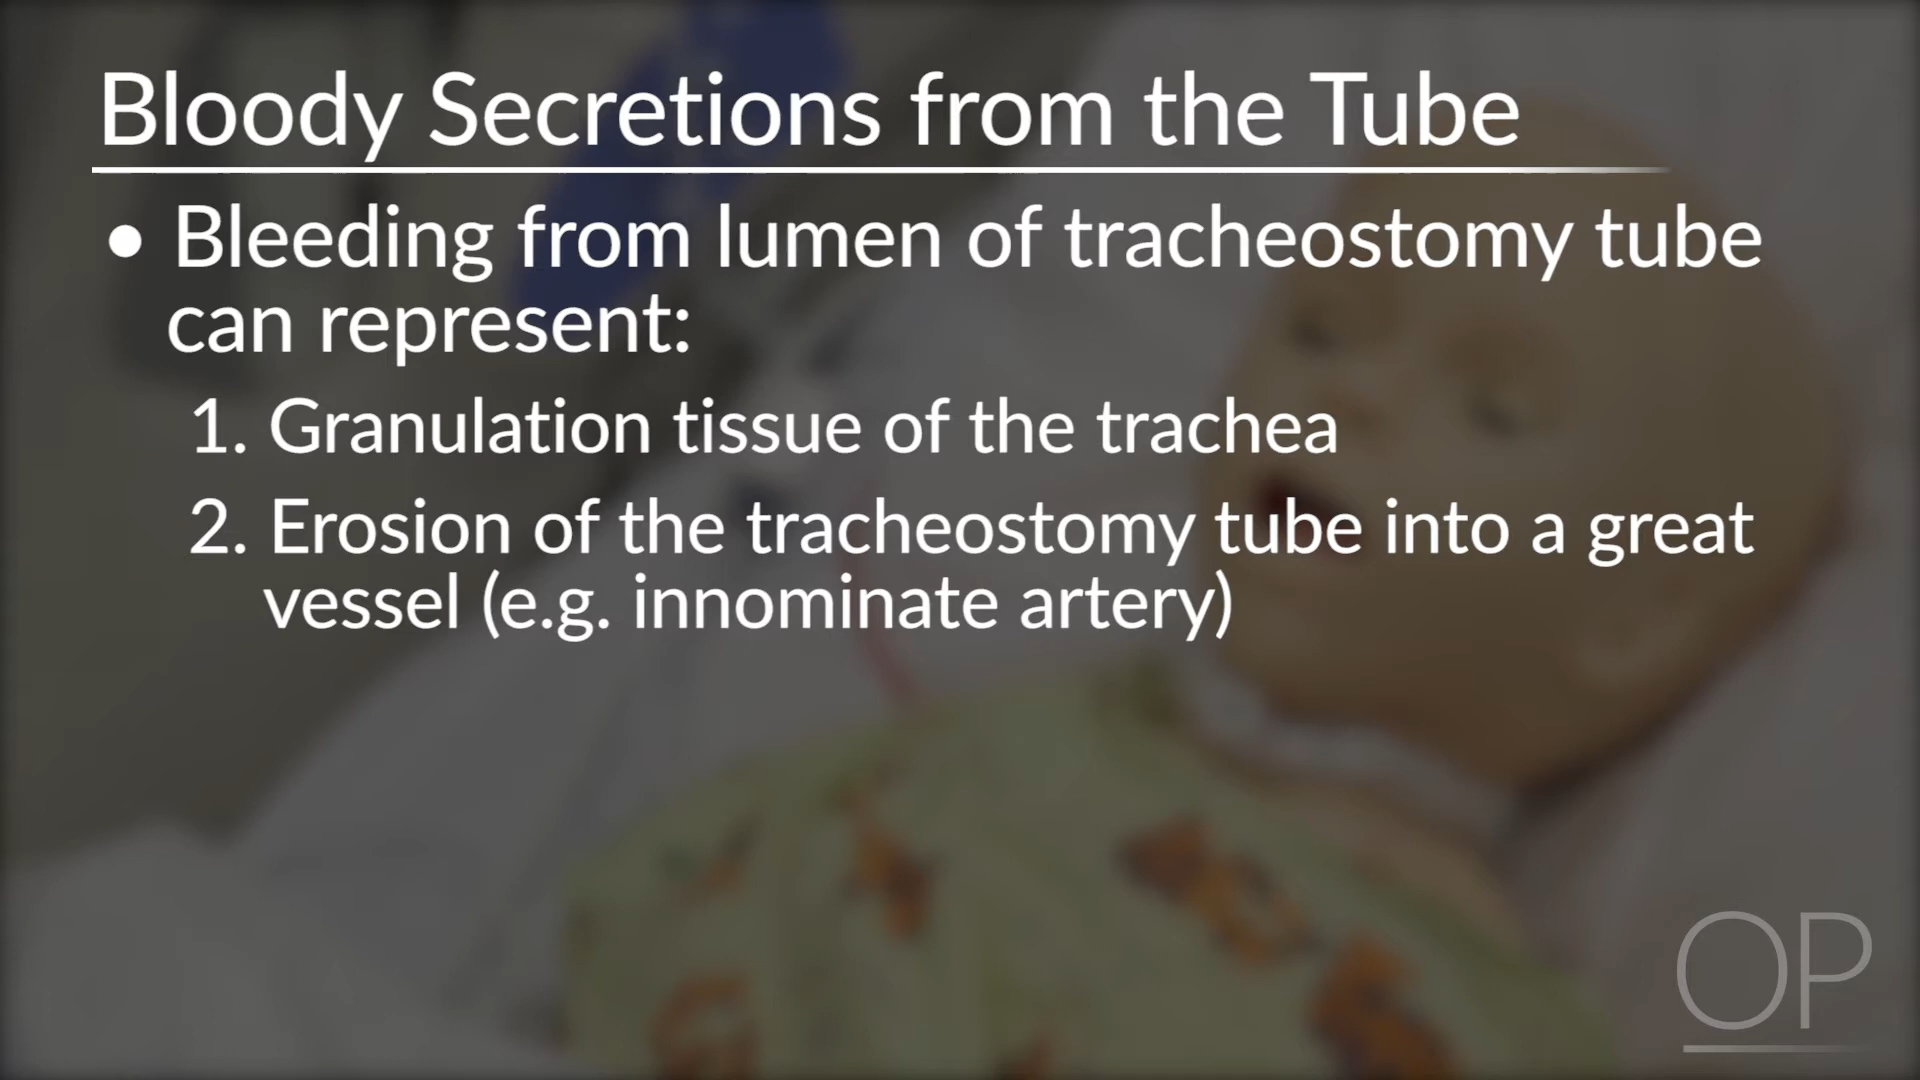 Bloody Secretions from the Tube
• Bleeding from lumen of tracheostomy tube
can represent:
1. Granulation tissue of the trachea
2. Erosion of the tracheostomy tube into a great
vessel (e.g. innominate artery)
OP